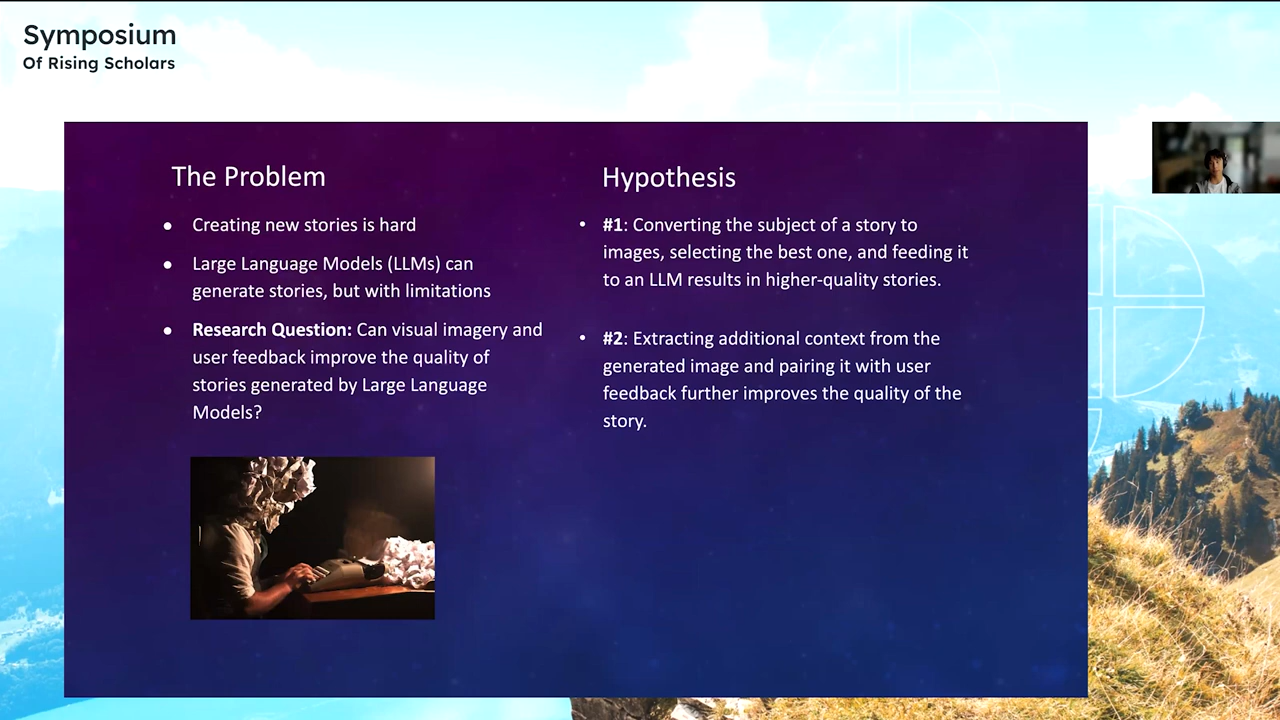 Symposium
Of Rising Scholars
The Problem
● Creating new stories is hard
● Large Language Models (LLMs) can
generate stories, but with limitations
● Research Question: Can visual imagery and
user feedback improve the quality of
stories generated by Large Language
Models?
Hypothesis
• #1: Converting the subject of a story to
images, selecting the best one, and feeding it
to an LLM results in higher-quality stories.
• #2: Extracting additional context from the
generated image and pairing it with user
feedback further improves the quality of the
story.